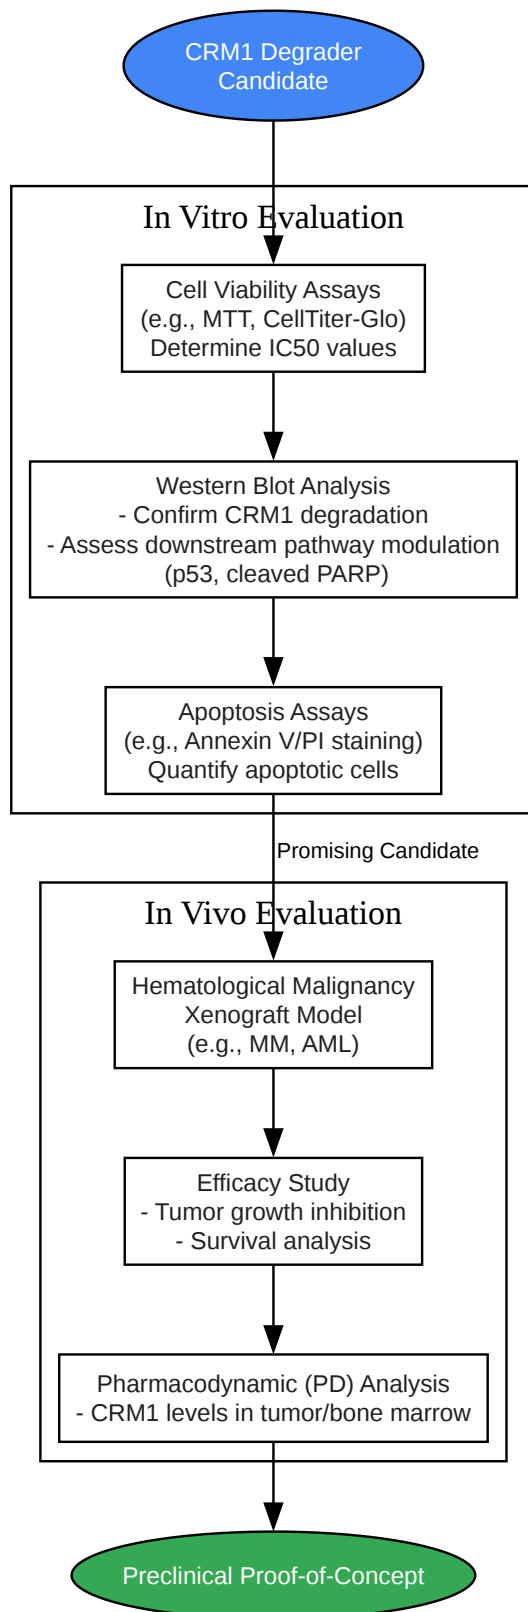 CRM1 Degrader
Candidate
In Vitro Evaluation
Cell Viability Assays
(e.g., MTT, CellTiter-Glo)
Determine IC50 values
Western Blot Analysis
- Confirm CRM1 degradation
- Assess downstream pathway modulation
(p53, cleaved PARP)
Apoptosis Assays
(e.g., Annexin V/PI staining)
Quantify apoptotic cells
Promising Candidate
In Vivo Evaluation
Hematological Malignancy
Xenograft Model
(e.g., MM, AML)
Efficacy Study
- Tumor growth inhibition
- Survival analysis
Pharmacodynamic (PD) Analysis
- CRM1 levels in tumor/bone marrow
Preclinical Proof-of-Concept